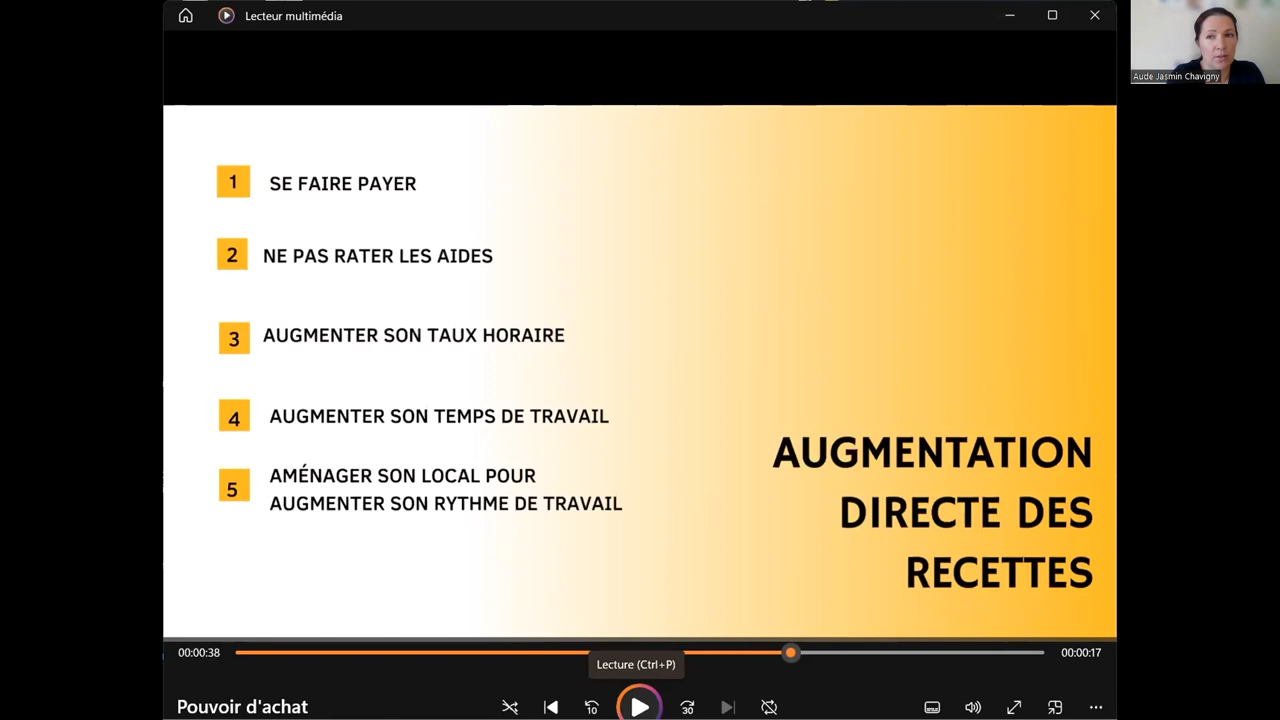 Lecteur multimédia
Aude Jasmin Chavigny
1 SE FAIRE PAYER
2 NE PAS RATER LES AIDES
3 AUGMENTER SON TAUX HORAIRE
4 AUGMENTER SON TEMPS DE TRAVAIL
5 AMÉNAGER SON LOCAL POUR
AUGMENTER SON RYTHME DE TRAVAIL
AUGMENTATION
DIRECTE DES
RECETTES
00:00:38
00:00:17
Lecture (Ctrl+P)
Pouvoir d'achat
10
30